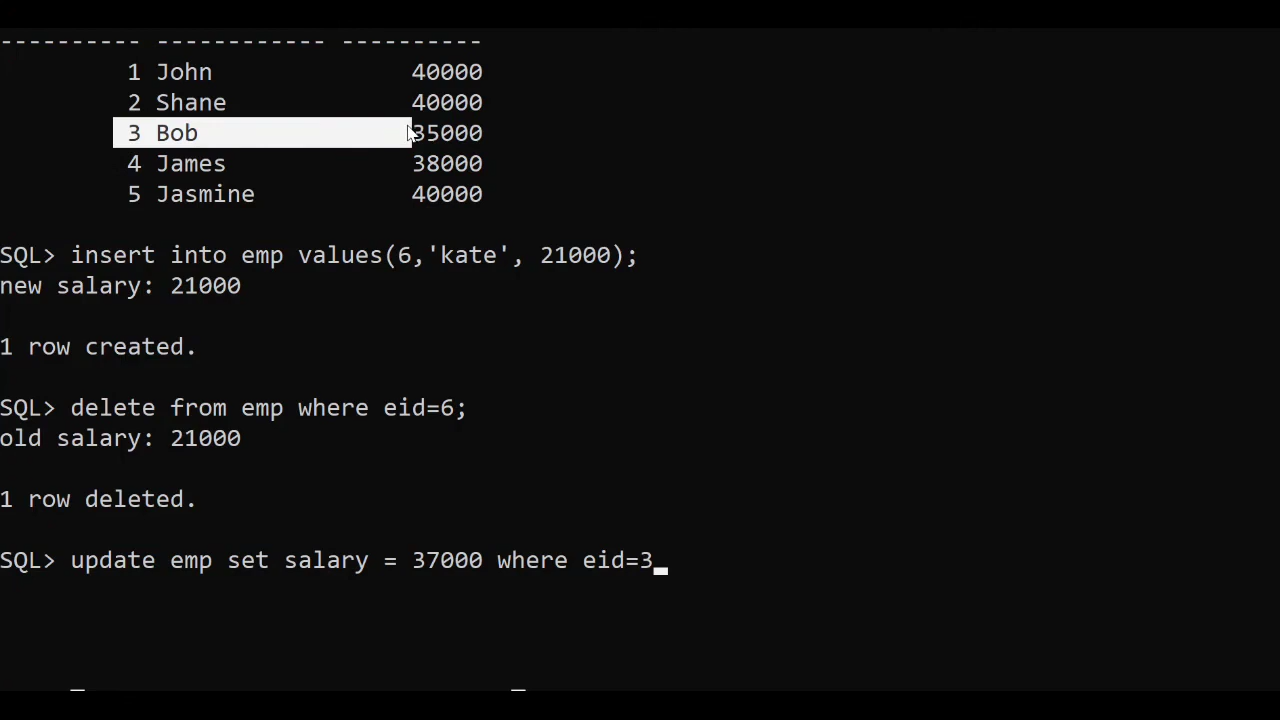 ---------- ------------ ----------
1 John 40000
2 Shane 40000
3 Bob 35000
4 James 38000
5 Jasmine 40000
SQL> insert into emp values(6,'kate', 21000);
new salary: 21000
1 row created.
SQL> delete from emp where eid=6;
old salary: 21000
1 row deleted.
SQL> update emp set salary = 37000 where eid=3